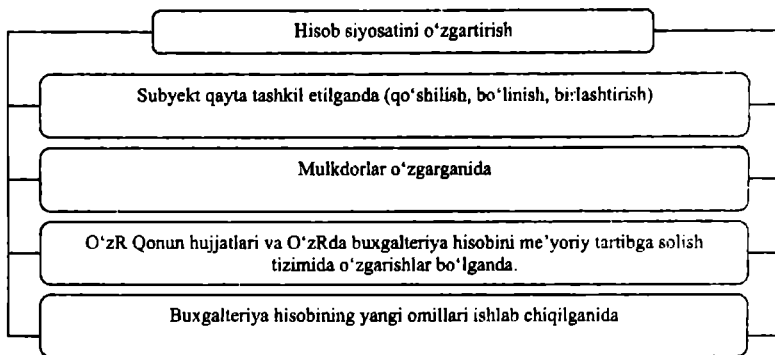 Hisob siyosatini o‘zgartirish
Subyekt qayta tashkil etilganda (qo‘shilish, bo‘linish, birlashtirish)
Mulkdorlar o‘zgarganida
O‘zR Qonun hujjatlari va O‘zRda buxgalteriya hisobini me’yoriy tartibga solish
tizimida o‘zgarishlar bo‘lganda.
Buxgalteriya hisobining yangi omillari ishlab chiqilganida